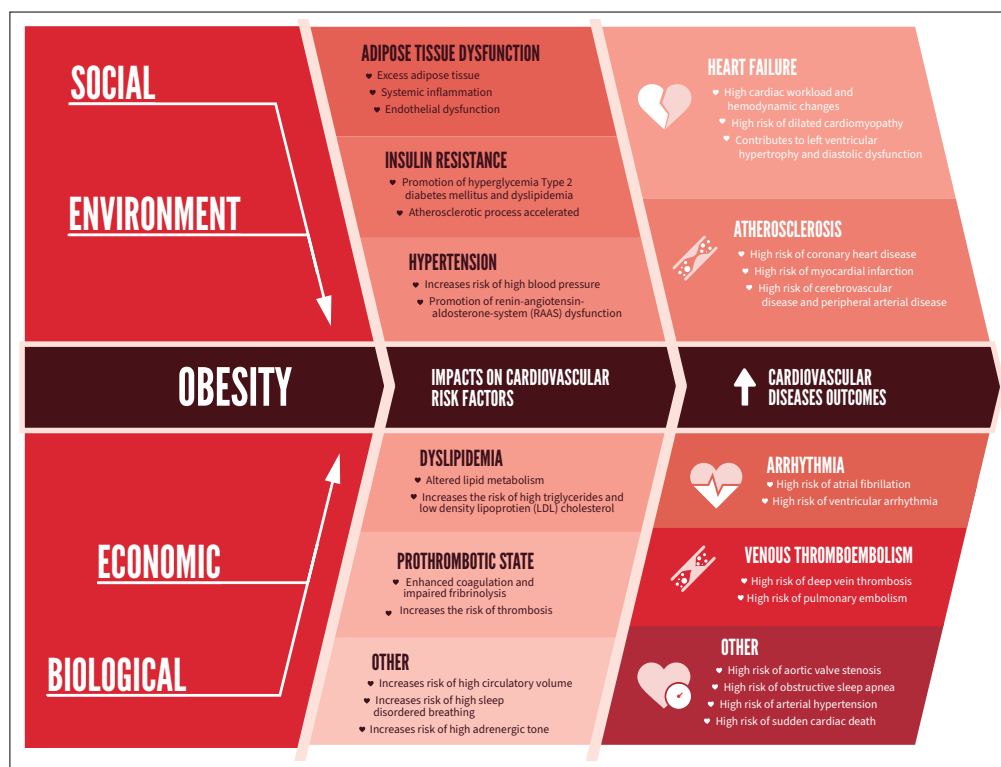 SOCIAL
ENVIRONMENT
OBESITY
ECONOMIC
BIOLOGICAL
ADIPOSE TISSUE DYSFUNCTION
Excess adipose tissue
Systemic inflammation
Endothelial dysfunction
INSULIN RESISTANCE
Promotion of hyperglycemia Type 2
diabetes mellitus and dyslipidemia
Atherosclerotic process accelerated
HYPERTENSION
Increases risk of high blood pressure
Promotion of renin-angiotensin-
aldosterone-system (RAAS) dysfunction
IMPACTS ON CARDIOVASCULAR
RISK FACTORS
DYSLIPIDEMIA
Altered lipid metabolism
Increases the risk of high triglycerides and
low density lipoprotien (LDL) cholesterol
PROTHROMBOTIC STATE
Enhanced coagulation and
impaired fribrinolysis
Increases the risk of thrombosis
OTHER
Increases risk of high circulatory volume
Increases risk of high sleep
disordered breathing
Increases risk of high adrenergic tone
HEART FAILURE
High cardiac workload and
hemodynamic changes
High risk of dilated cardiomyopathy
Contributes to left ventricular
hypertrophy and diastolic dysfunction
ATHEROSCLEROSIS
High risk of coronary heart disease
High risk of myocardial infarction
High risk of cerebrovascular
disease and peripheral arterial disease
CARDIOVASCULAR
DISEASES OUTCOMES
ARRHYTHMIA
High risk of atrial fibrillation
High risk of ventricular arrhythmia
VENOUS THROMBOEMBOLISM
High risk of deep vein thrombosis
High risk of pulmonary embolism
OTHER
High risk of aortic valve stenosis
High risk of obstructive sleep apnea
High risk of arterial hypertension
High risk of sudden cardiac death